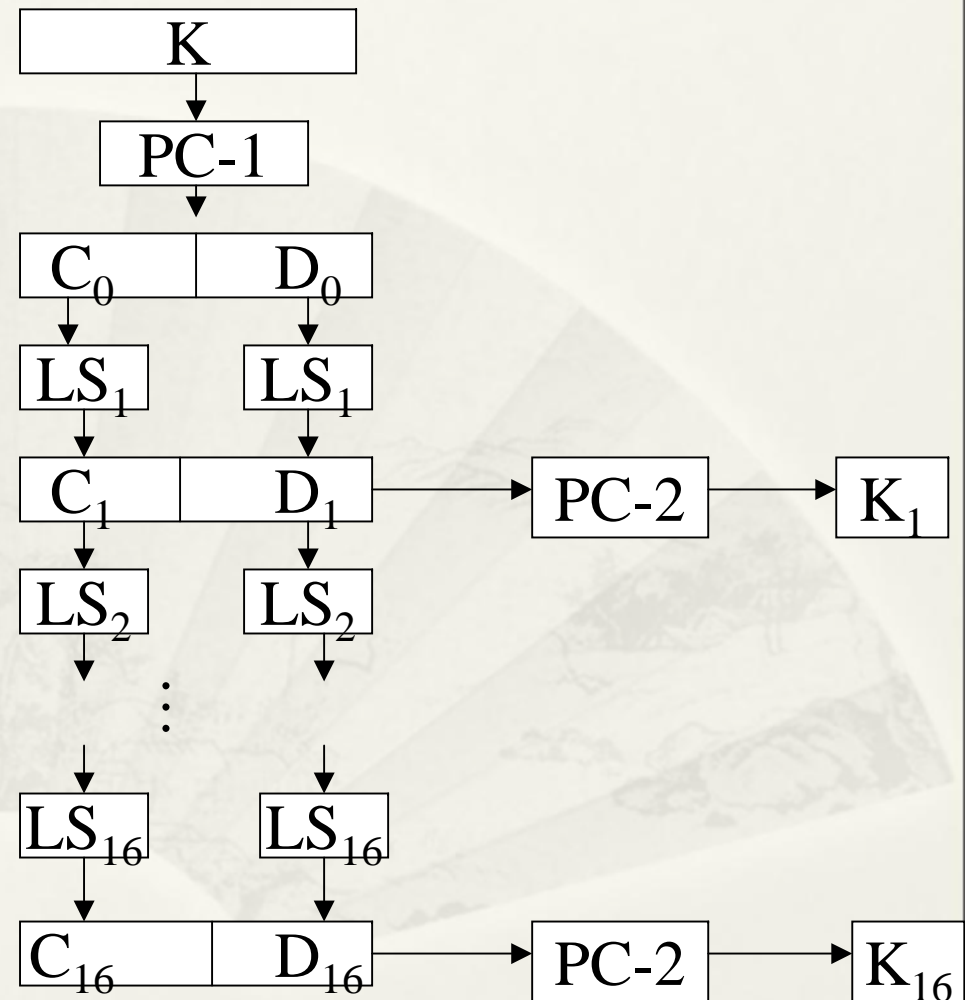 K
PC-1
C₀ D₀
LS₁ LS₁
C₁ D₁ PC-2 K₁
LS₂ LS₂
⋮
LS₁₆ LS₁₆
C₁₆ D₁₆ PC-2 K₁₆